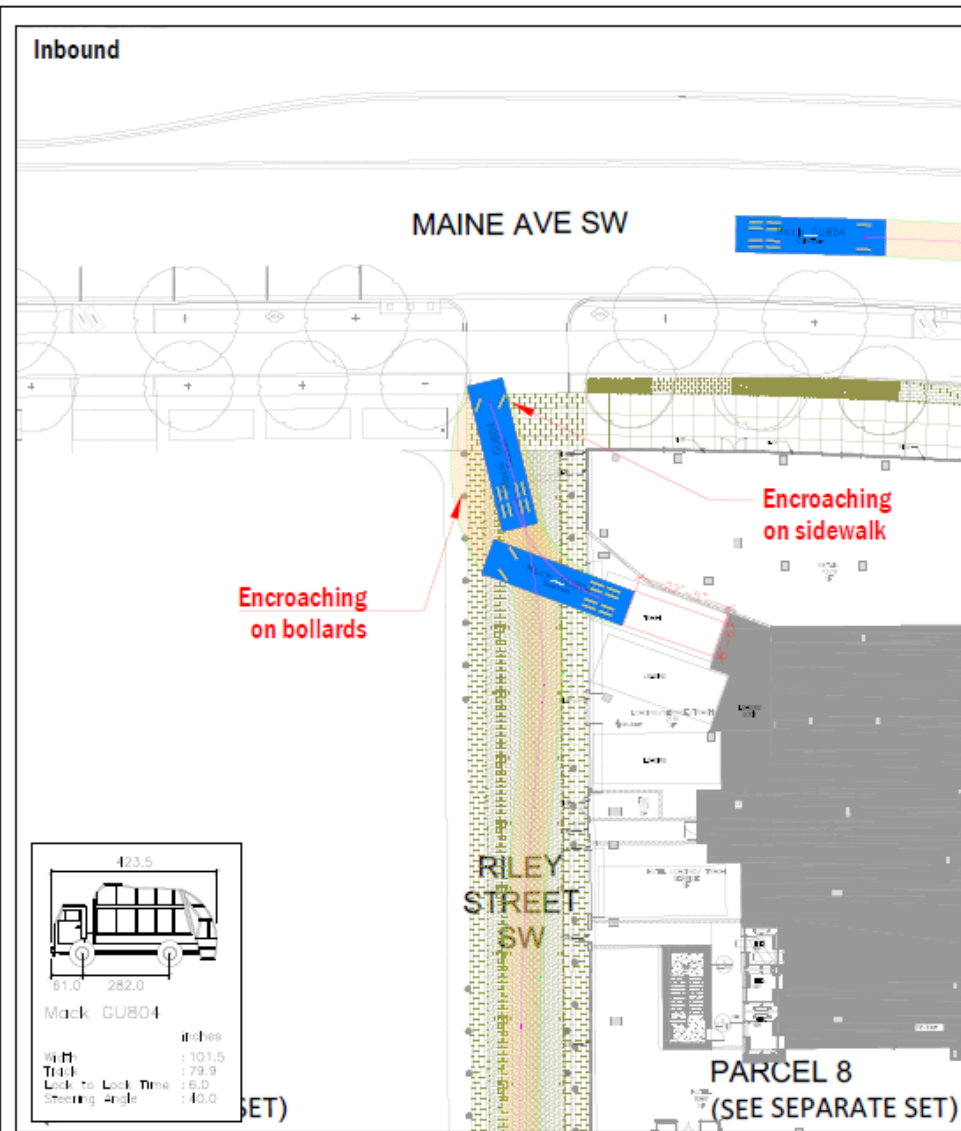 Inbound
MAINE AVE SW
Mack GU804
Encroaching
on sidewalk
Encroaching
on bollards
RILEY
STREET
SW
423.5
61.0
282.0
Mack GU804
inches
Width : 101.5
Track : 79.9
Lock to Lock Time : 6.0
Steering Angle : 40.0
SET)
PARCEL 8
(SEE SEPARATE SET)